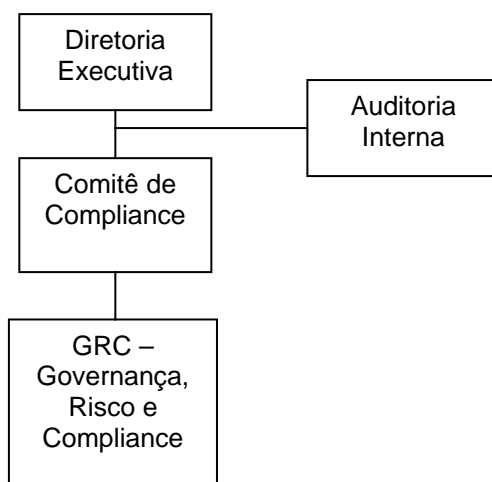 Diretoria
Executiva
Auditoria
Interna
Comitê de
Compliance
GRC –
Governança,
Risco e
Compliance